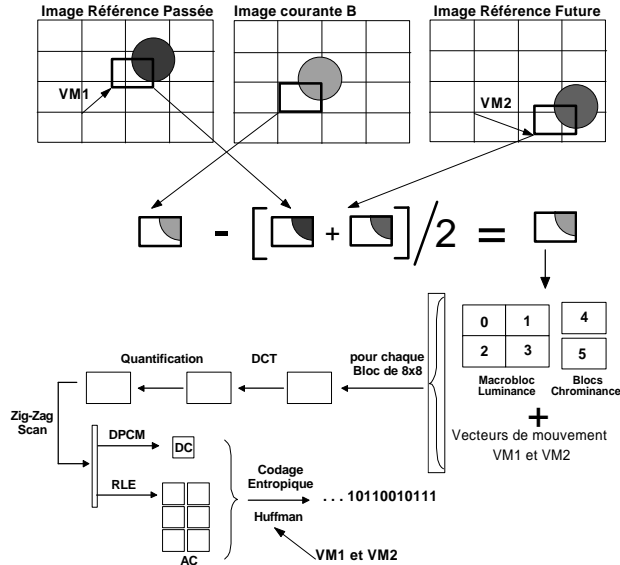 Image Référence Passée
Image courante B
Image Référence Future
VM1
VM2
- [ + ] / 2 =
0 1
2 3
4
5
Macrobloc
Luminance
Blocs
Chrominance
+
Vecteurs de mouvement
VM1 et VM2
pour chaque
Bloc de 8x8
DCT
Quantification
Zig-Zag
Scan
DPCM
DC
RLE
AC
Codage
Entropique
Huffman
. . . 10110010111
VM1 et VM2